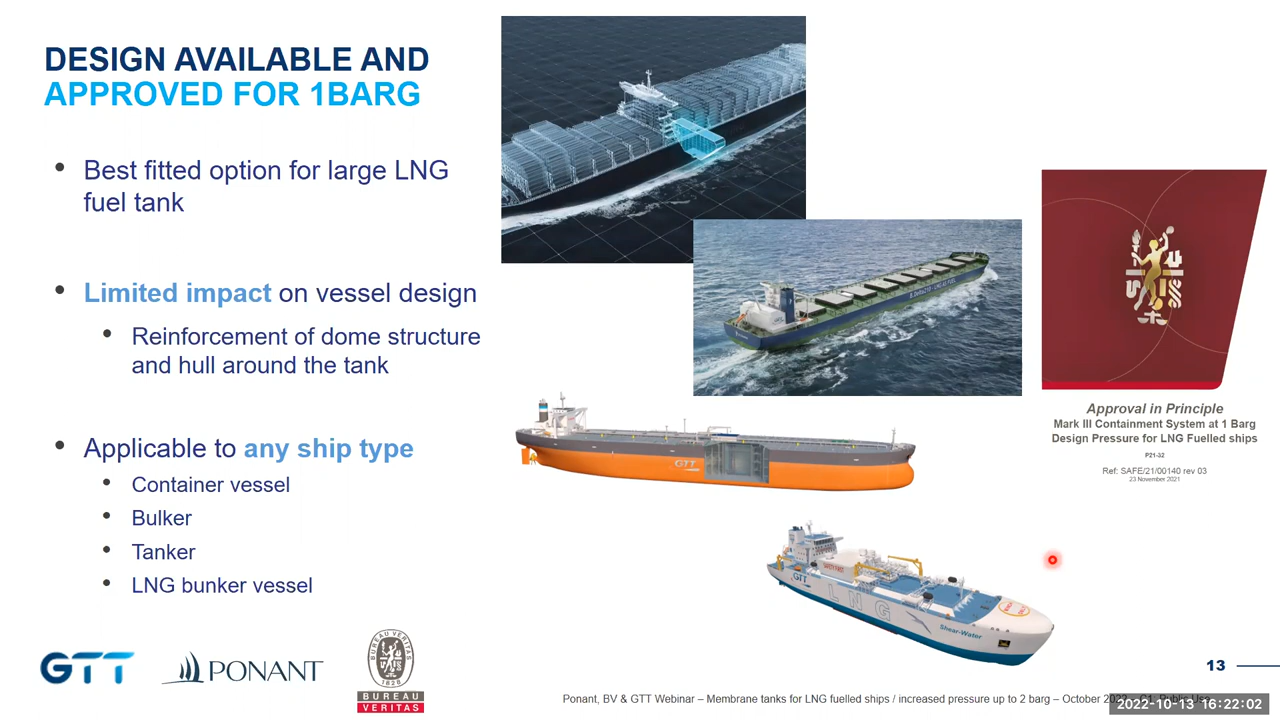 DESIGN AVAILABLE AND
APPROVED FOR 1BARG
• Best fitted option for large LNG
fuel tank
• Limited impact on vessel design
• Reinforcement of dome structure
and hull around the tank
• Applicable to any ship type
• Container vessel
• Bulker
• Tanker
• LNG bunker vessel
Approval in Principle
Mark III Containment System at 1 Barg
Design Pressure for LNG Fuelled ships
P21-32
Ref: SAFE/21/00140 rev 03
23 November 2021
GTT
GTT
LNG
Shear-Water
GTT
PONANT
BUREAU VERITAS
1828
BUREAU
VERITAS
13
Ponant, BV & GTT Webinar – Membrane tanks for LNG fuelled ships / increased pressure up to 2 barg – October
2022-10-13 16:22:02